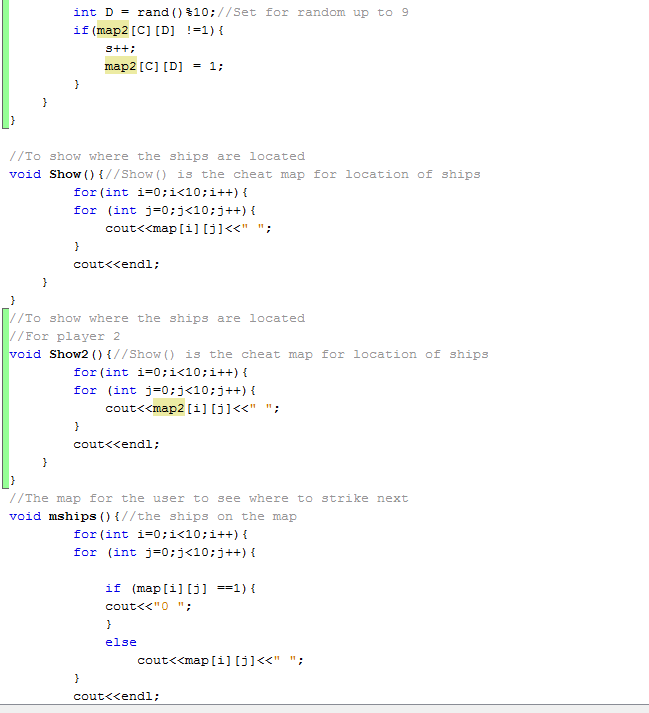 int D = rand()%10;//Set for random up to 9
if(map2[C][D] !=1){
s++;
map2[C][D] = 1;
}
}
}
//To show where the ships are located
void Show(){//Show() is the cheat map for location of ships
for(int i=0;i<10;i++){
for (int j=0;j<10;j++){
cout<<map[i][j]<<" ";
}
cout<<endl;
}
}
//To show where the ships are located
//For player 2
void Show2(){//Show() is the cheat map for location of ships
for(int i=0;i<10;i++){
for (int j=0;j<10;j++){
cout<<map2[i][j]<<" ";
}
cout<<endl;
}
}
//The map for the user to see where to strike next
void mships(){//the ships on the map
for(int i=0;i<10;i++){
for (int j=0;j<10;j++){
if (map[i][j] ==1){
cout<<"0 ";
}
else
cout<<map[i][j]<<" ";
}
cout<<endl;